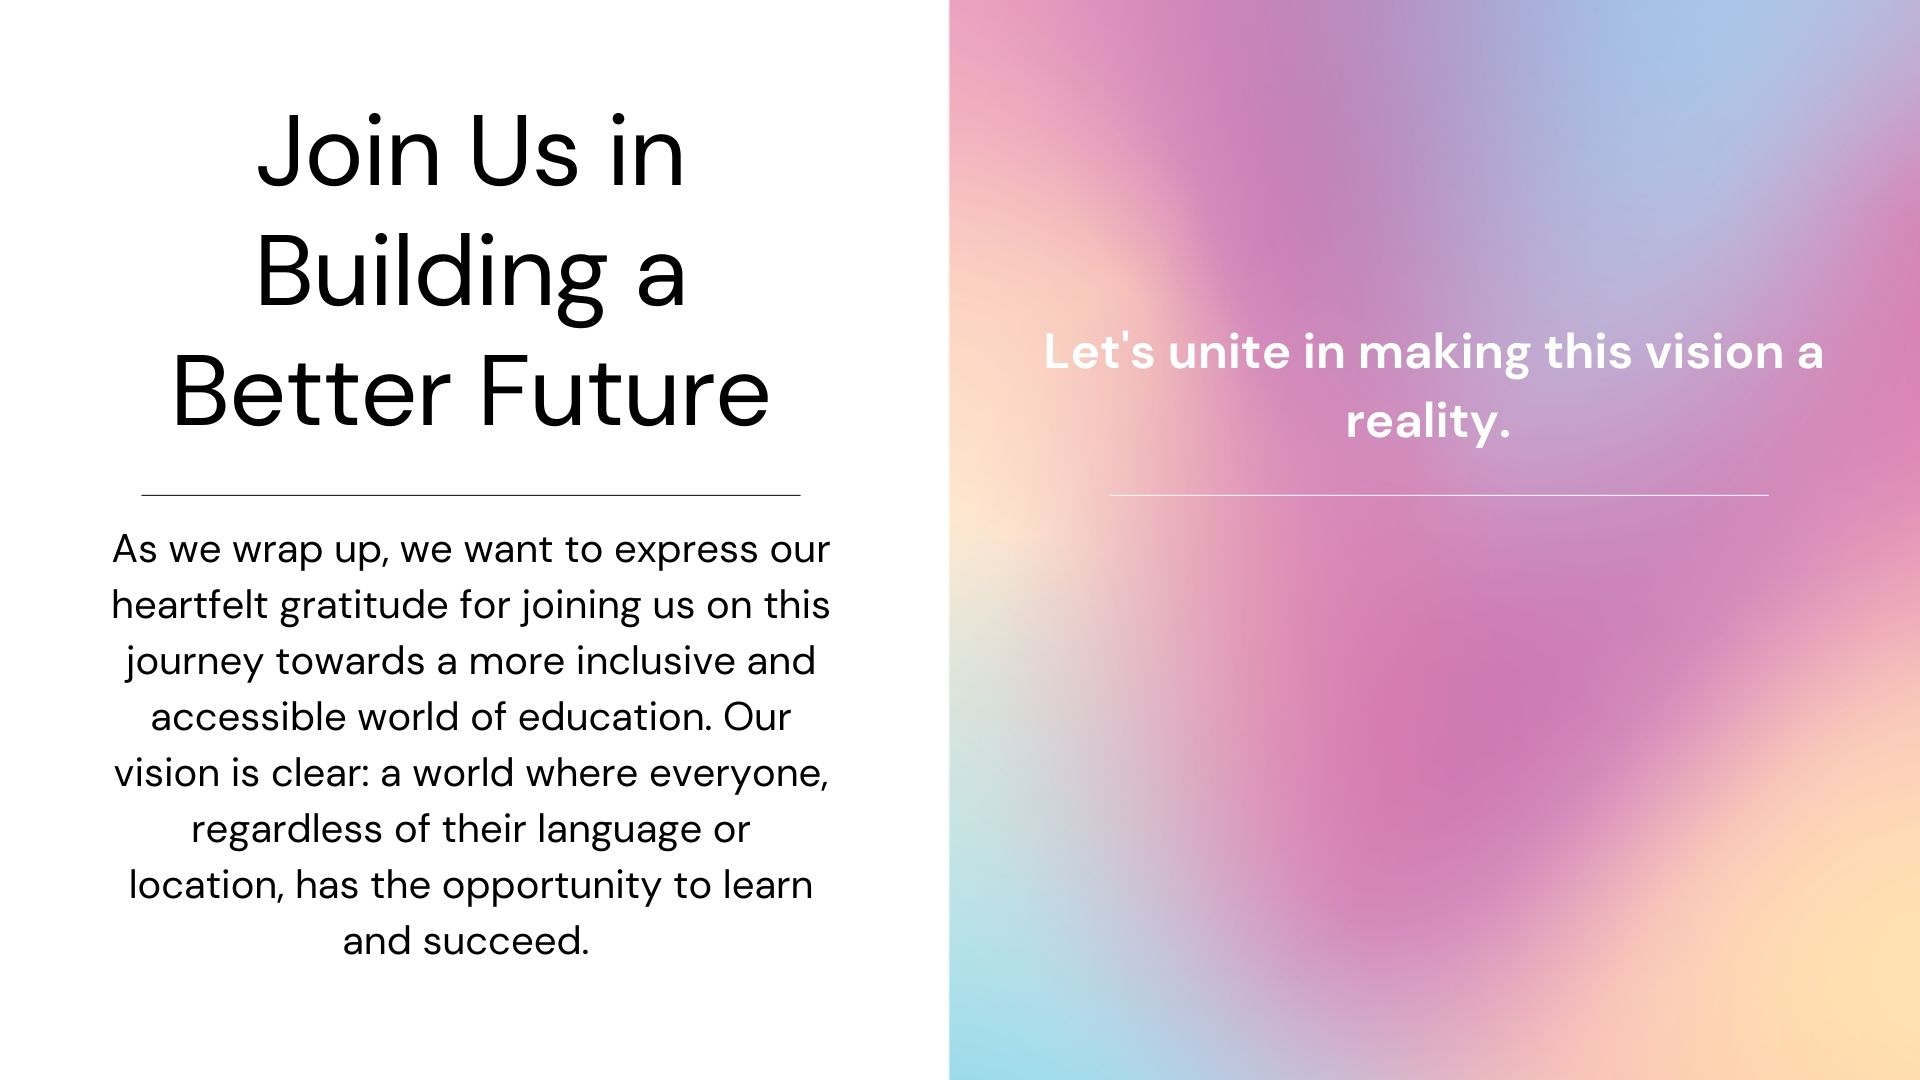 Join Us in
Building a
Better Future
As we wrap up, we want to express our
heartfelt gratitude for joining us on this
journey towards a more inclusive and
accessible world of education. Our
vision is clear: a world where everyone,
regardless of their language or
location, has the opportunity to learn
and succeed.
Let's unite in making this vision a
reality.